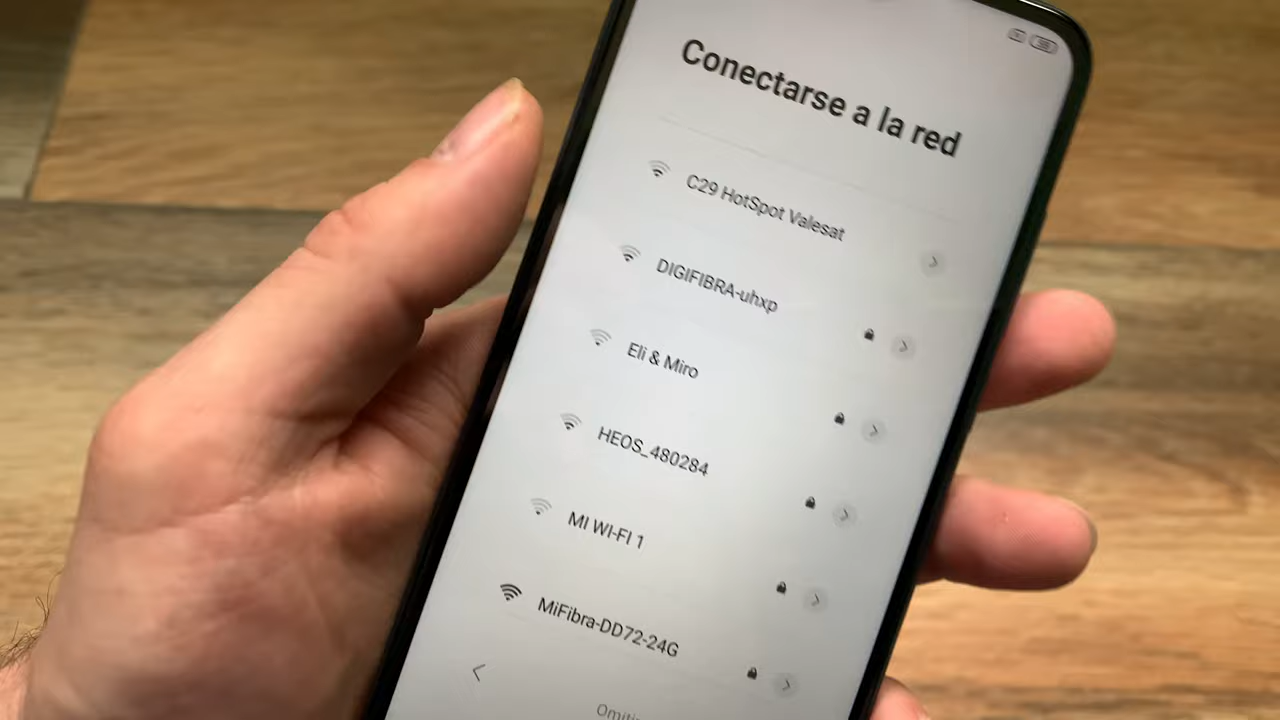 Conectarse a la red
C29 HotSpot Valesat
DIGIFIBRA-uhxp
Eli & Miro
HEOS_480284
MI WI-FI 1
MiFibra-DD72-24G